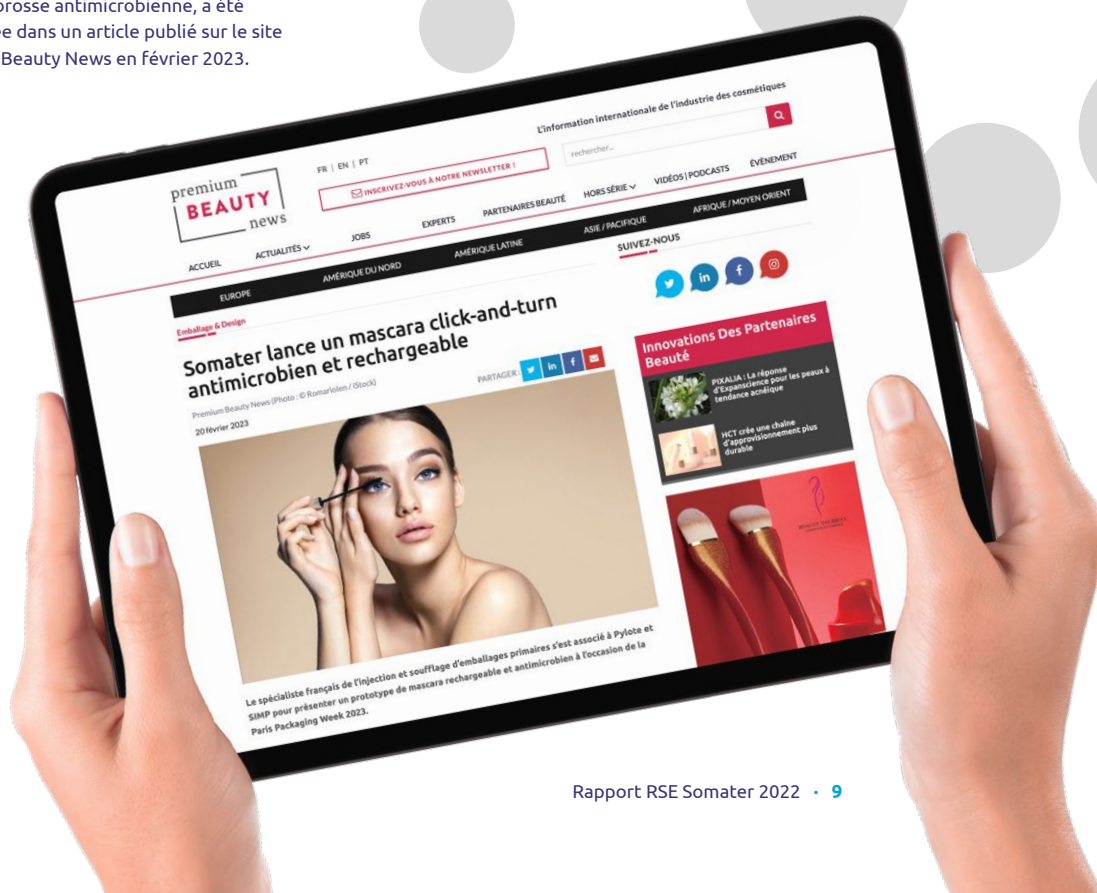 brosse antimicrobienne, a été
dans un article publié sur le site
Beauty News en février 2023.
L'information internationale de l'industrie des cosmétiques
premium
BEAUTY
news
FR | EN | PT
INSCRIVEZ-VOUS À NOTRE NEWSLETTER !
rechercher...
ACCUEIL
ACTUALITÉS
JOBS
EXPERTS
PARTENAIRES BEAUTÉ
HORS SÉRIE
VIDÉOS | PODCASTS
ÉVÈNEMENT
EUROPE
AMÉRIQUE DU NORD
AMÉRIQUE LATINE
ASIE / PACIFIQUE
AFRIQUE / MOYEN ORIENT
Emballage & Design
Somater lance un mascara click-and-turn
antimicrobien et rechargeable
Premium Beauty News (Photo : © Romariolen / iStock)
20 février 2023
PARTAGER :
SUIVEZ-NOUS
Innovations Des Partenaires
Beauté
PIXALIA : La réponse
d'Expanscience pour les peaux à
tendance acnéique
HCT crée une chaîne
d'approvisionnement plus
durable
Le spécialiste français de l'injection et soufflage d'emballages primaires s'est associé à Pylote et
SIMP pour présenter un prototype de mascara rechargeable et antimicrobien à l'occasion de la
Paris Packaging Week 2023.
Rapport RSE Somater 2022 • 9